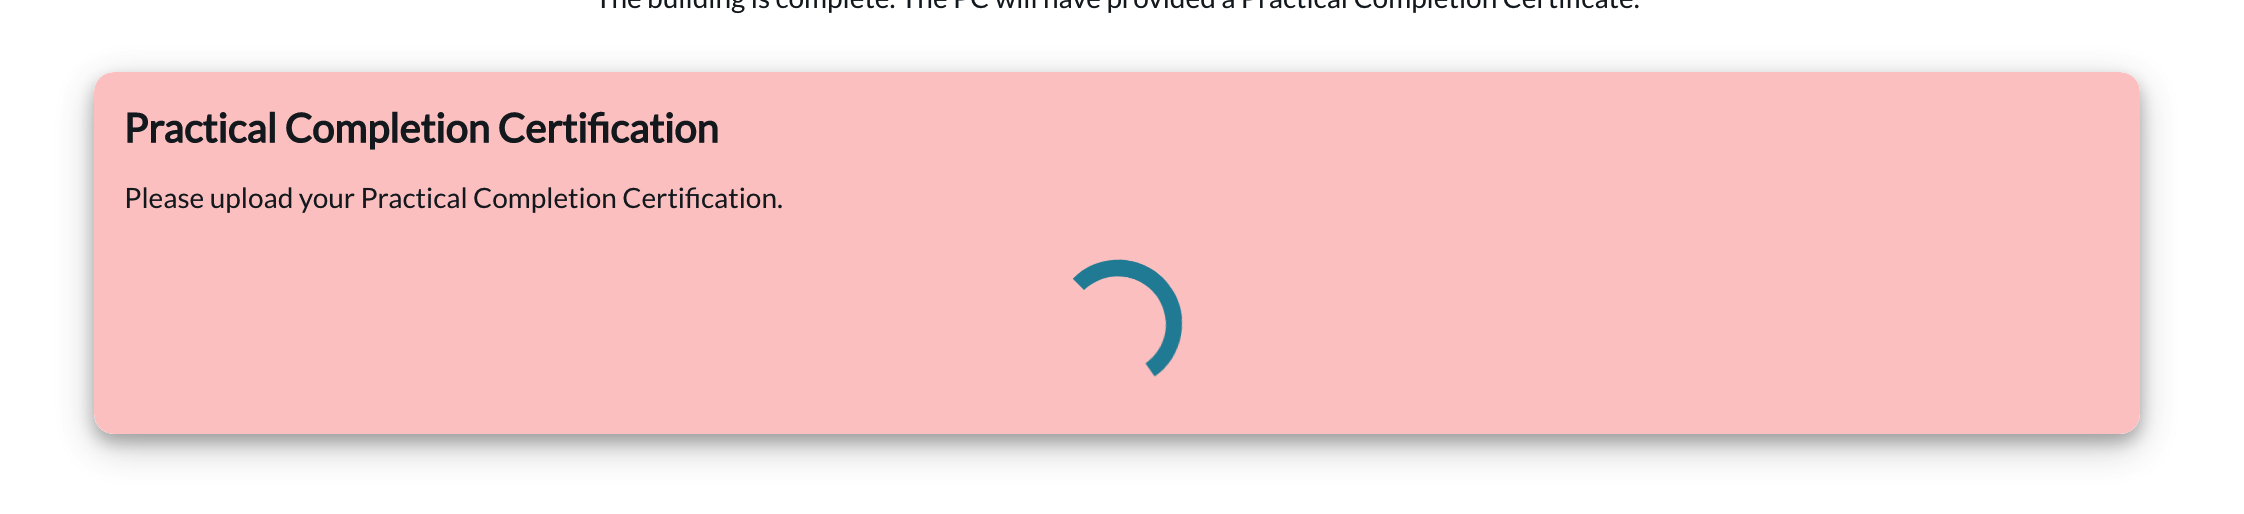 The building is complete. The PC will have provided a Practical Completion Certificate.
Practical Completion Certification
Please upload your Practical Completion Certification.